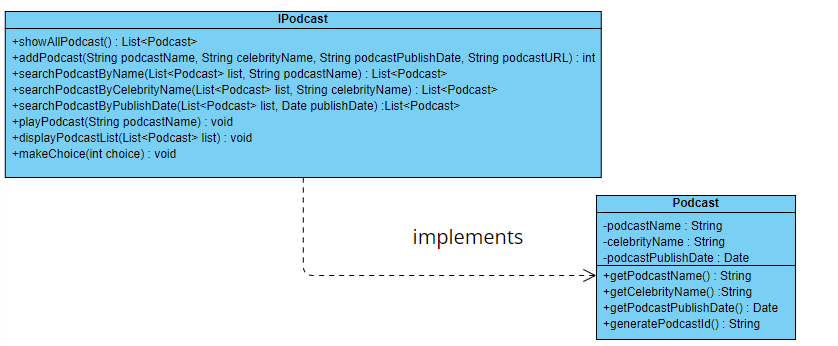 IPodcast
+showAllPodcast() : List<Podcast>
+addPodcast(String podcastName, String celebrityName, String podcastPublishDate, String podcastURL) : int
+searchPodcastByName(List<Podcast> list, String podcastName) : List<Podcast>
+searchPodcastByCelebrityName(List<Podcast> list, String celebrityName) : List<Podcast>
+searchPodcastByPublishDate(List<Podcast> list, Date publishDate) :List<Podcast>
+playPodcast(String podcastName) : void
+displayPodcastList(List<Podcast> list) : void
+makeChoice(int choice) : void
implements
Podcast
-podcastName : String
-celebrityName : String
-podcastPublishDate : Date
+getPodcastName() : String
+getCelebrityName() :String
+getPodcastPublishDate() : Date
+generatePodcastId() : String